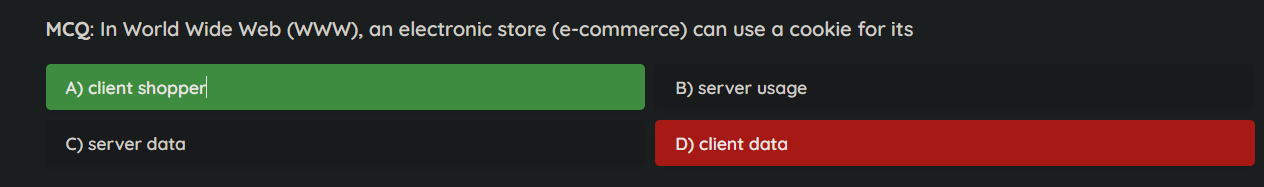 MCQ: In World Wide Web (WWW), an electronic store (e-commerce) can use a cookie for its
A) client shopper
B) server usage
C) server data
D) client data